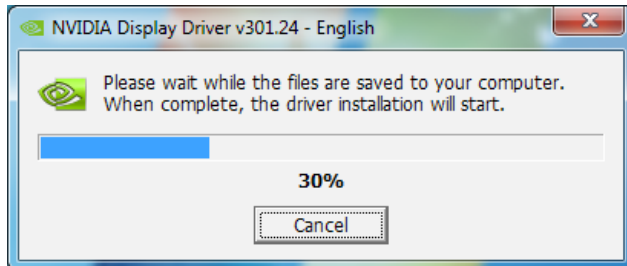 NVIDIA Display Driver v301.24 - English
Please wait while the files are saved to your computer.
When complete, the driver installation will start.
30%
Cancel